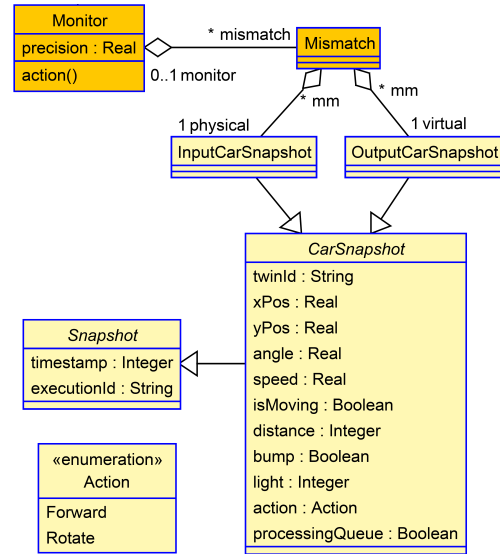 Monitor
precision : Real
action()
* mismatch
0..1 monitor
Mismatch
* mm
* mm
1 physical
1 virtual
InputCarSnapshot
OutputCarSnapshot
CarSnapshot
twinId : String
xPos : Real
yPos : Real
angle : Real
speed : Real
isMoving : Boolean
distance : Integer
bump : Boolean
light : Integer
action : Action
processingQueue : Boolean
Snapshot
timestamp : Integer
executionId : String
«enumeration»
Action
Forward
Rotate